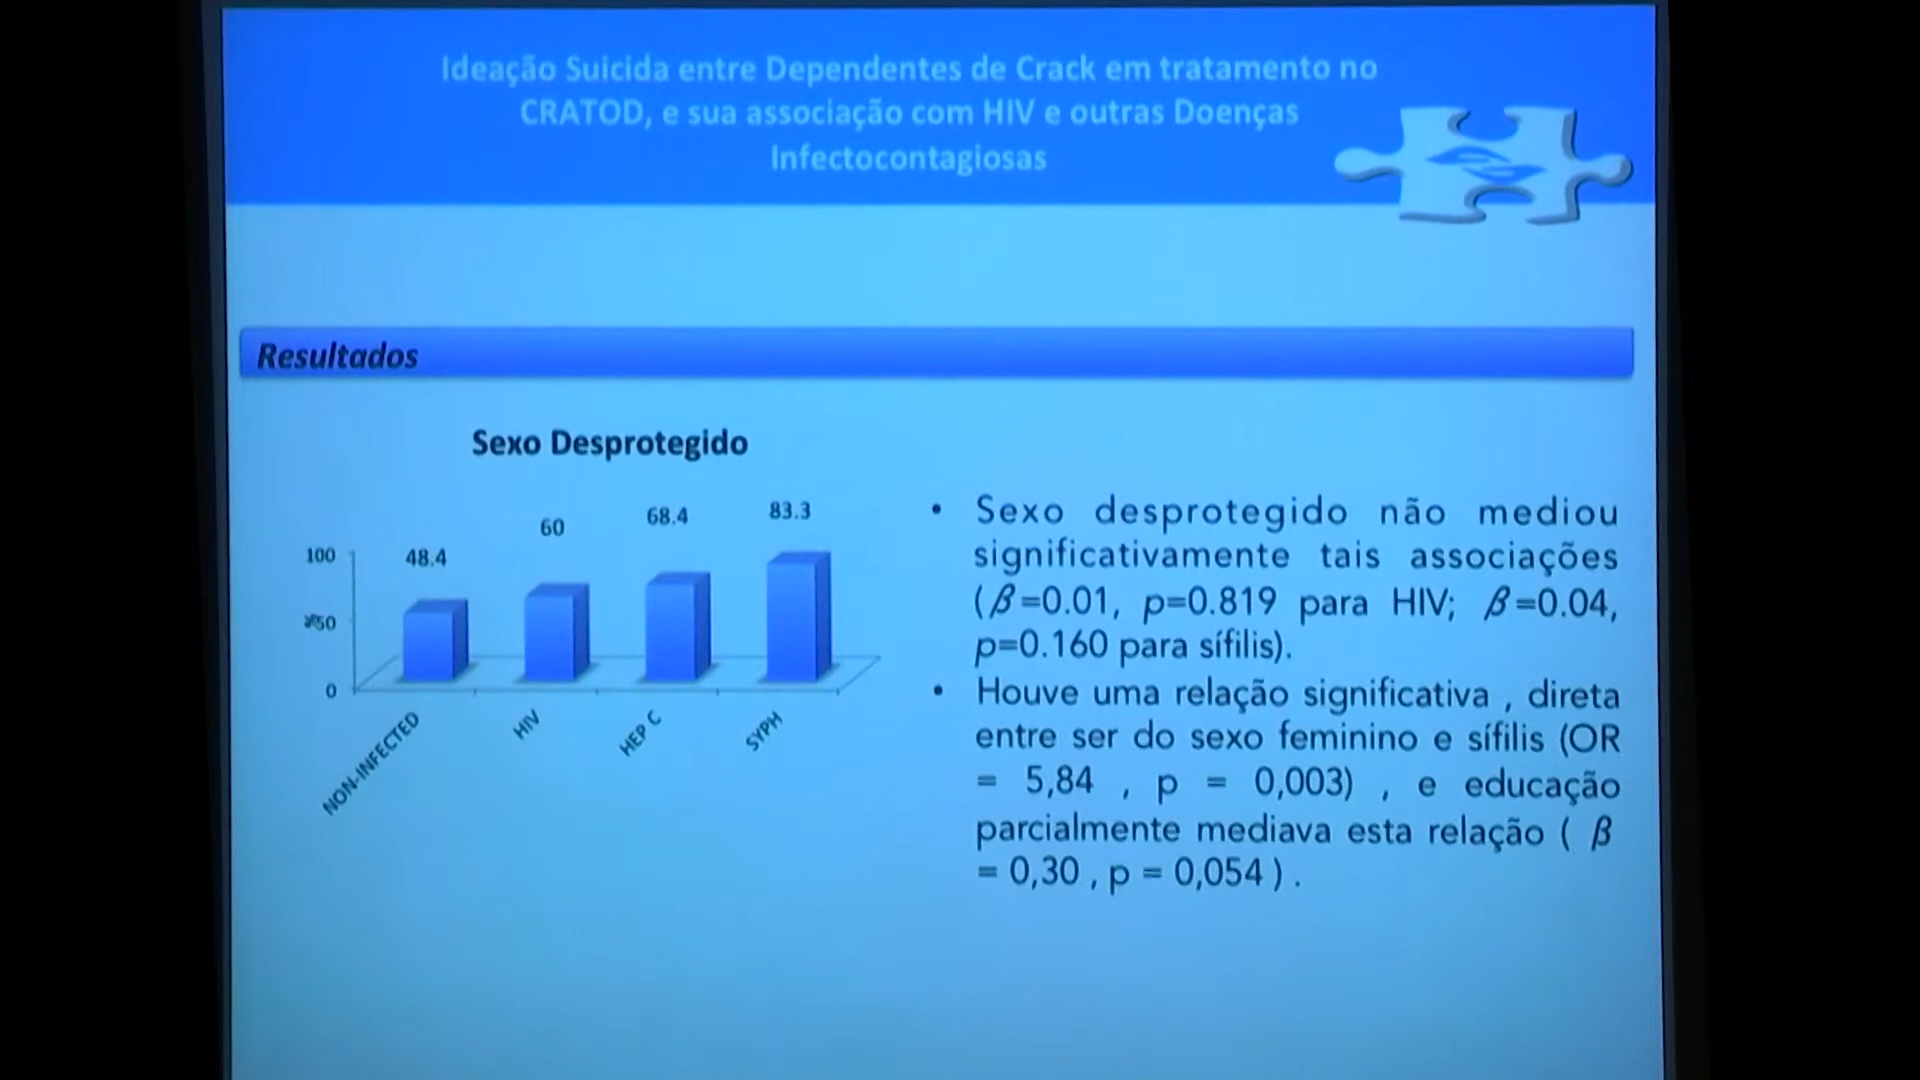 Ideação Suicida entre Dependentes de Crack em tratamento no
CRATOD, e sua associação com HIV e outras Doenças
Infectocontagiosas
Resultados
Sexo Desprotegido
48.4
60
68.4
83.3
100
50
0
NON-INFECTED
HIV
HEP C
SYPH
• Sexo desprotegido não mediou
significativamente tais associações
(β=0.01, p=0.819 para HIV; β=0.04,
p=0.160 para sífilis).
• Houve uma relação significativa , direta
entre ser do sexo feminino e sífilis (OR
= 5,84 , p = 0,003) , e educação
parcialmente mediava esta relação ( β
= 0,30 , p = 0,054 ) .